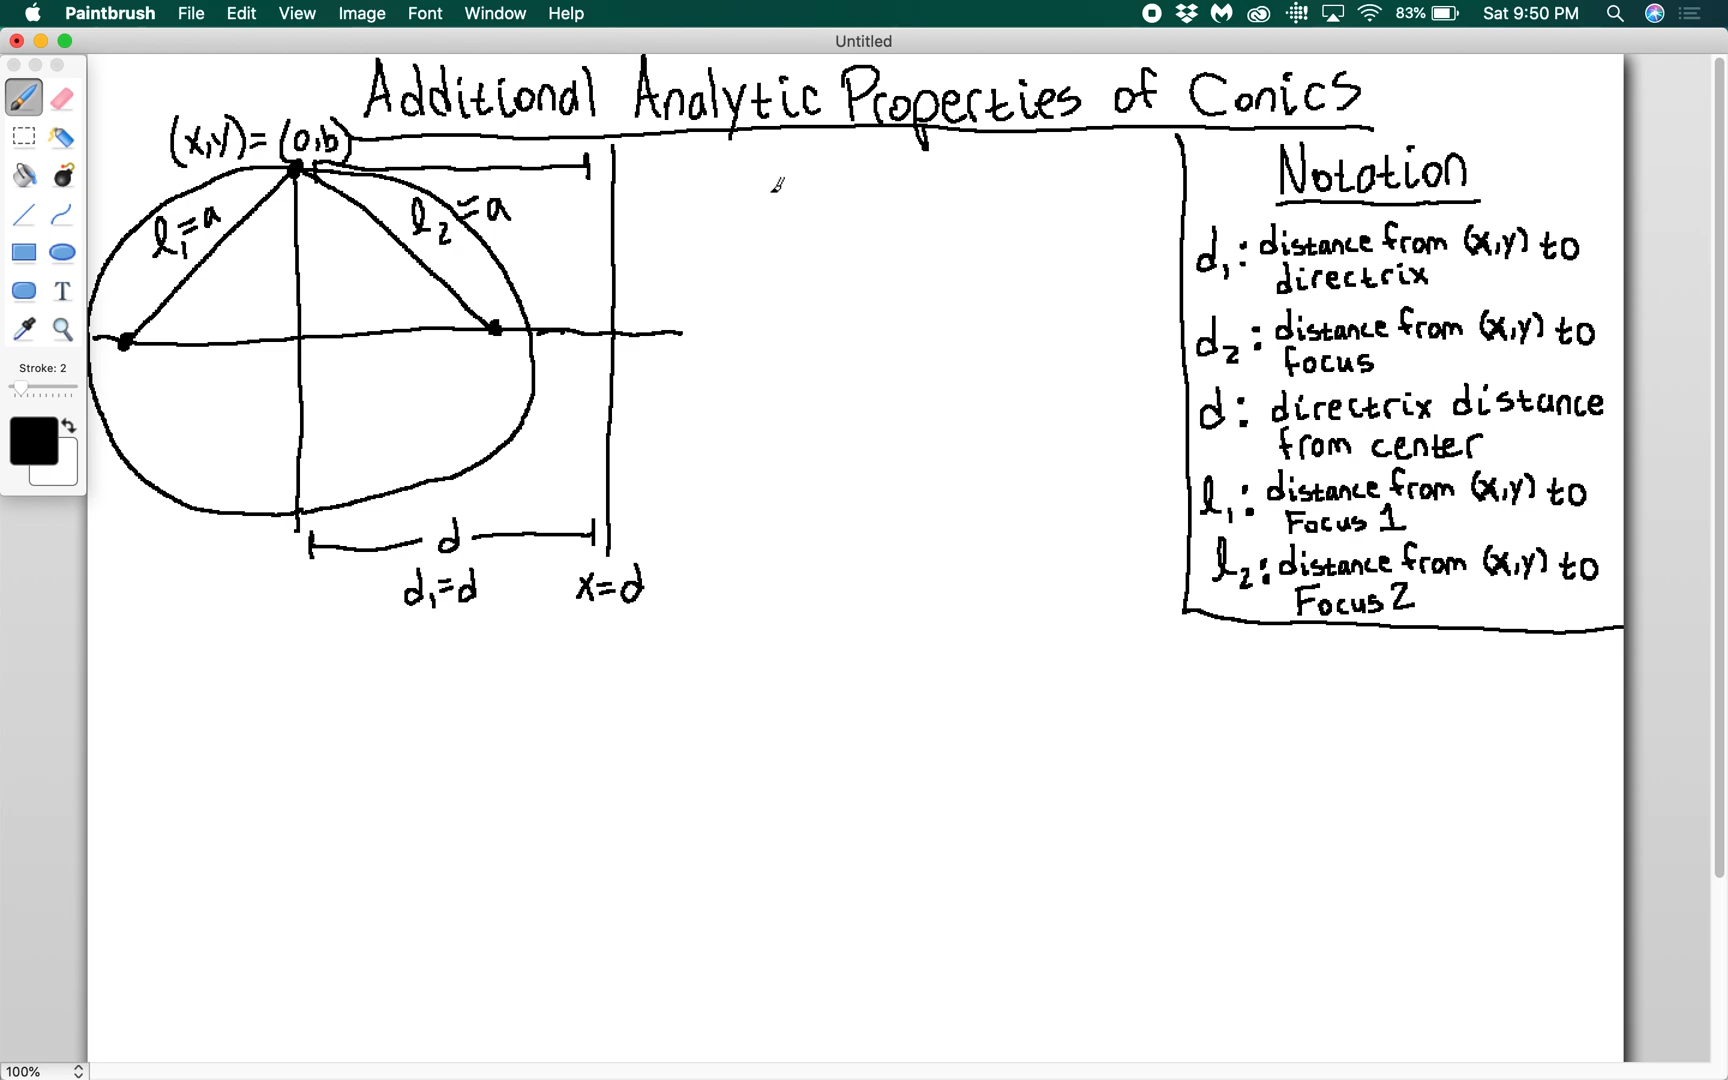 Paintbrush File Edit View Image Font Window Help
83% Sat 9:50 PM
Untitled
Additional Analytic Properties of Conics
(x,y)=(0,b)
l₁=a
l₂=a
d
d₁=d
x=d
Notation
d₁: distance from (x,y) to
directrix
d₂: distance from (x,y) to
focus
d: directrix distance
from center
l₁: distance from (x,y) to
Focus 1
l₂: distance from (x,y) to
Focus 2
T
Stroke: 2
100%